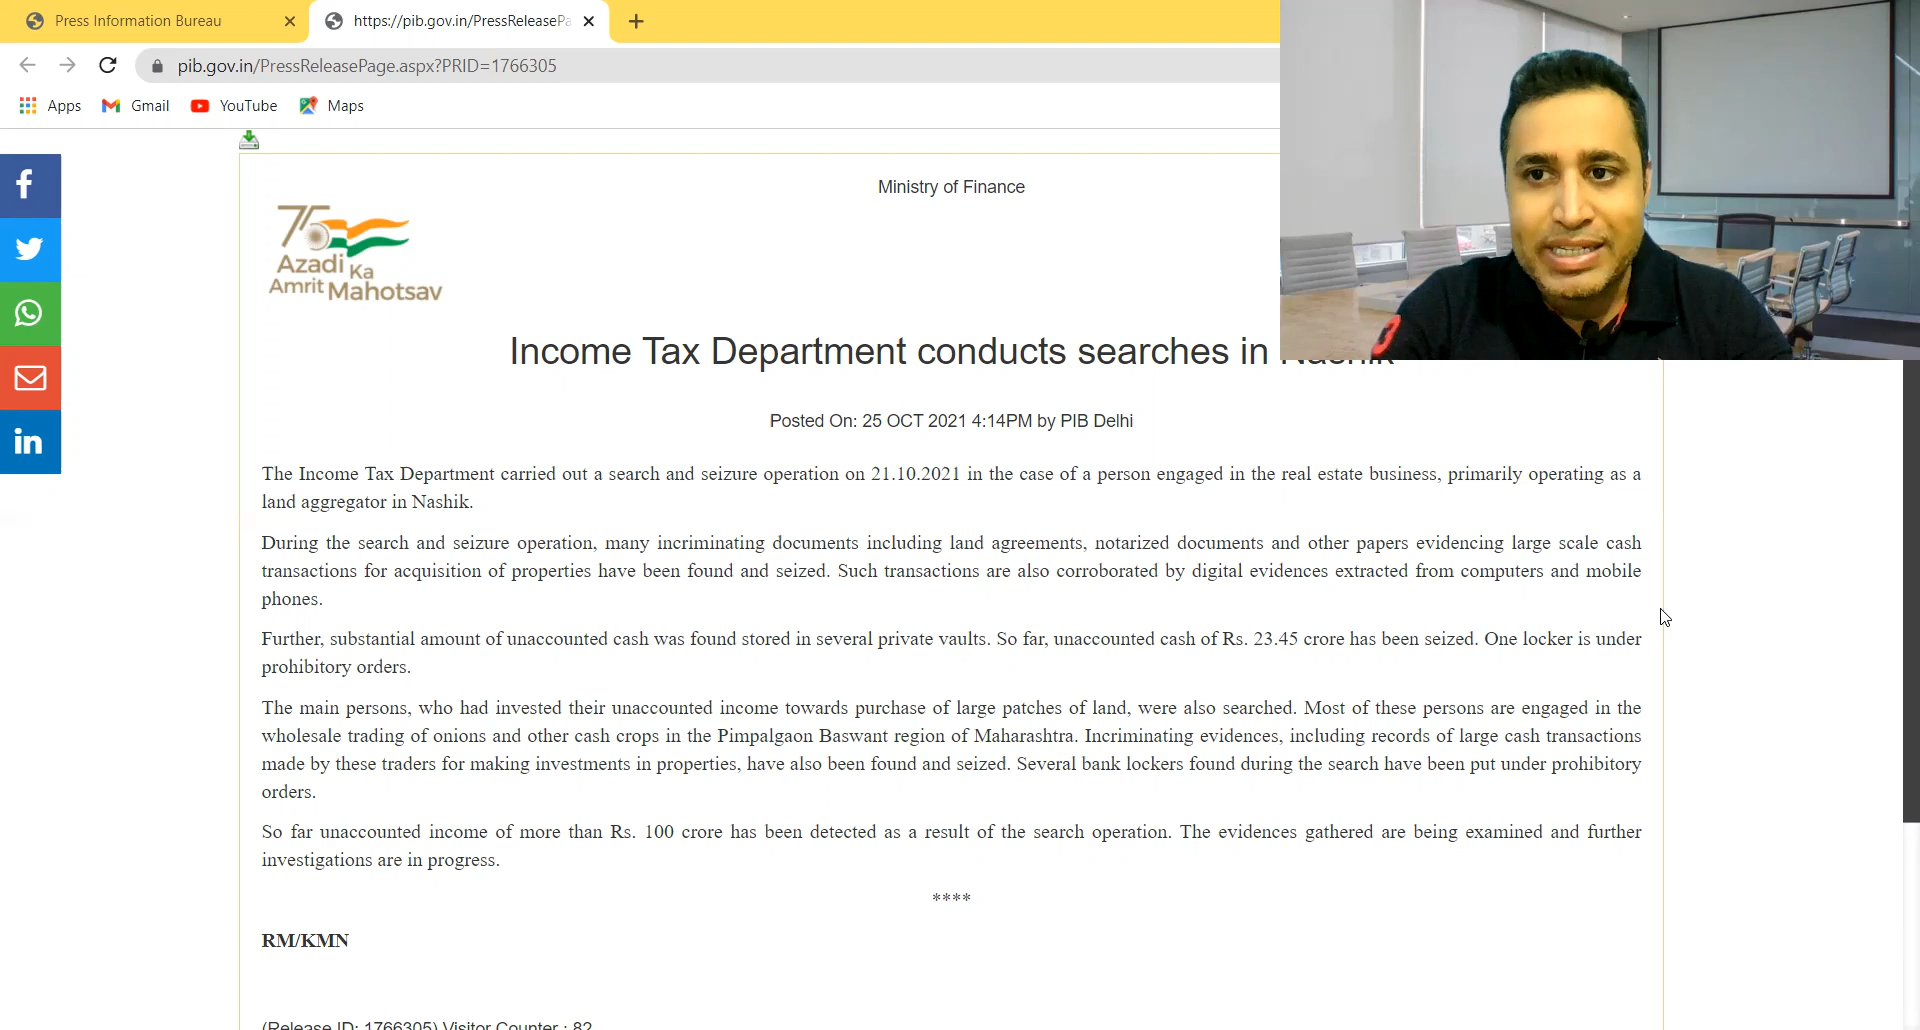 Press Information Bureau
https://pib.gov.in/PressReleasePa
pib.gov.in/PressReleasePage.aspx?PRID=1766305
Apps Gmail YouTube Maps
Ministry of Finance
75
Azadi Ka
Amrit Mahotsav
Income Tax Department conducts searches in Nashik
Posted On: 25 OCT 2021 4:14PM by PIB Delhi
The Income Tax Department carried out a search and seizure operation on 21.10.2021 in the case of a person engaged in the real estate business, primarily operating as a
land aggregator in Nashik.
During the search and seizure operation, many incriminating documents including land agreements, notarized documents and other papers evidencing large scale cash
transactions for acquisition of properties have been found and seized. Such transactions are also corroborated by digital evidences extracted from computers and mobile
phones.
Further, substantial amount of unaccounted cash was found stored in several private vaults. So far, unaccounted cash of Rs. 23.45 crore has been seized. One locker is under
prohibitory orders.
The main persons, who had invested their unaccounted income towards purchase of large patches of land, were also searched. Most of these persons are engaged in the
wholesale trading of onions and other cash crops in the Pimpalgaon Baswant region of Maharashtra. Incriminating evidences, including records of large cash transactions
made by these traders for making investments in properties, have also been found and seized. Several bank lockers found during the search have been put under prohibitory
orders.
So far unaccounted income of more than Rs. 100 crore has been detected as a result of the search operation. The evidences gathered are being examined and further
investigations are in progress.
****
RM/KMN
(Release ID: 1766305) Visitor Counter : 82